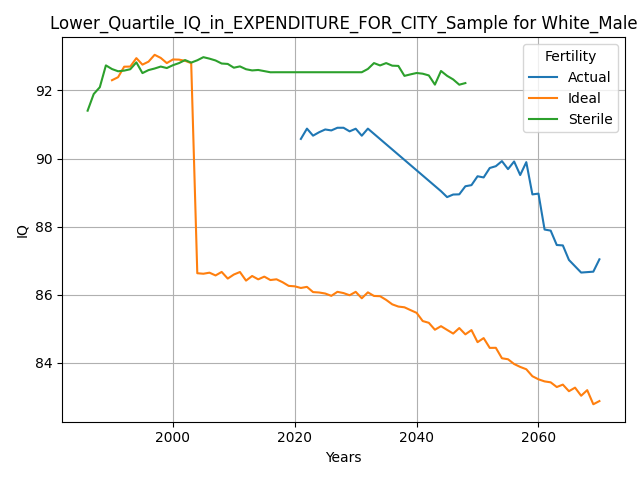 Lower_Quartile_IQ_in_EXPENDITURE_FOR_CITY_Sample for White_Male
Fertility
Actual
Ideal
Sterile
IQ
92
90
88
86
84
2000
2020
2040
2060
Years